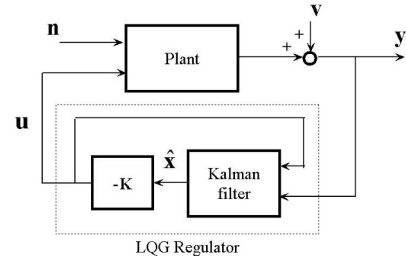 n
v
+
+
y
Plant
u
x̂
-K
Kalman
filter
LQG Regulator